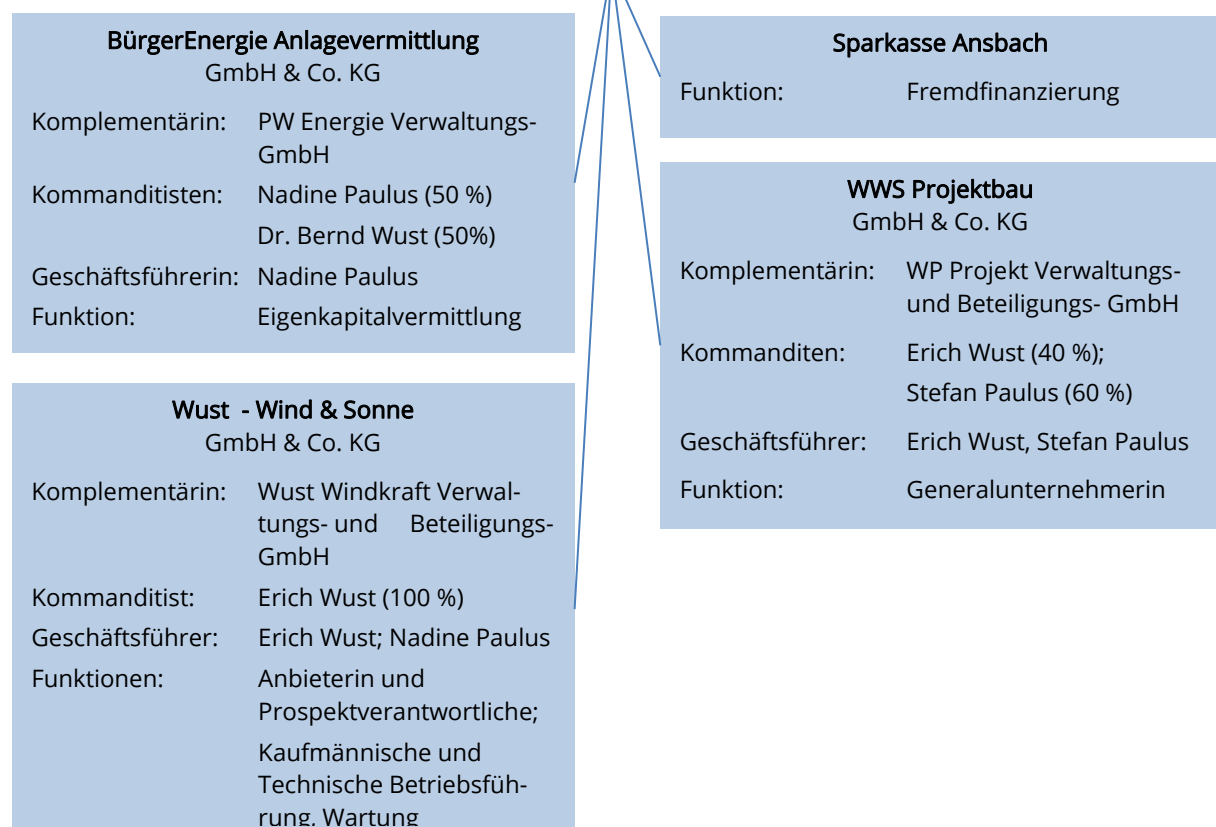 BürgerEnergie Anlagevermittlung
GmbH & Co. KG
Komplementärin: PW Energie Verwaltungs-
GmbH
Kommanditisten: Nadine Paulus (50 %)
Dr. Bernd Wust (50%)
Geschäftsführerin: Nadine Paulus
Funktion: Eigenkapitalvermittlung
Wust - Wind & Sonne
GmbH & Co. KG
Komplementärin: Wust Windkraft Verwal-
tungs- und Beteiligungs-
GmbH
Kommanditist: Erich Wust (100 %)
Geschäftsführer: Erich Wust; Nadine Paulus
Funktionen: Anbieterin und
Prospektverantwortliche;
Kaufmännische und
Technische Betriebsfüh-
rung, Wartung
Sparkasse Ansbach
Funktion: Fremdfinanzierung
WWS Projektbau
GmbH & Co. KG
Komplementärin: WP Projekt Verwaltungs-
und Beteiligungs- GmbH
Kommanditen: Erich Wust (40 %);
Stefan Paulus (60 %)
Geschäftsführer: Erich Wust, Stefan Paulus
Funktion: Generalunternehmerin